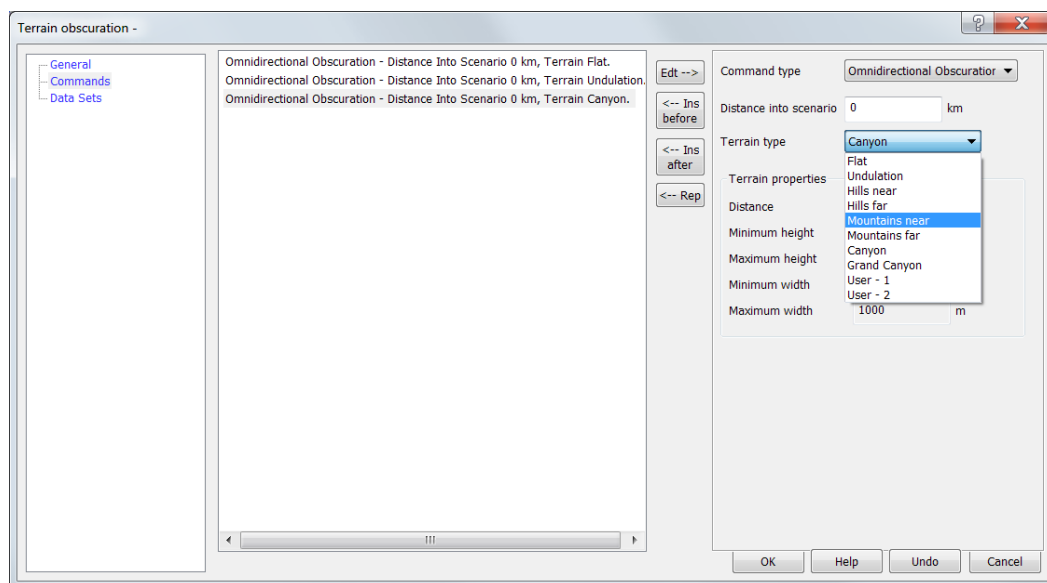 Terrain obscuration -
General
Commands
Data Sets
Omnidirectional Obscuration - Distance Into Scenario 0 km, Terrain Flat.
Omnidirectional Obscuration - Distance Into Scenario 0 km, Terrain Undulation.
Omnidirectional Obscuration - Distance Into Scenario 0 km, Terrain Canyon.
Edt -->
<-- Ins
before
<-- Ins
after
<-- Rep
Command type Omnidirectional Obscuration
Distance into scenario 0 km
Terrain type Canyon
Flat
Undulation
Hills near
Hills far
Mountains near
Mountains far
Canyon
Grand Canyon
User - 1
User - 2
Terrain properties
Distance
Minimum height
Maximum height
Minimum width
Maximum width 1000 m
OK Help Undo Cancel